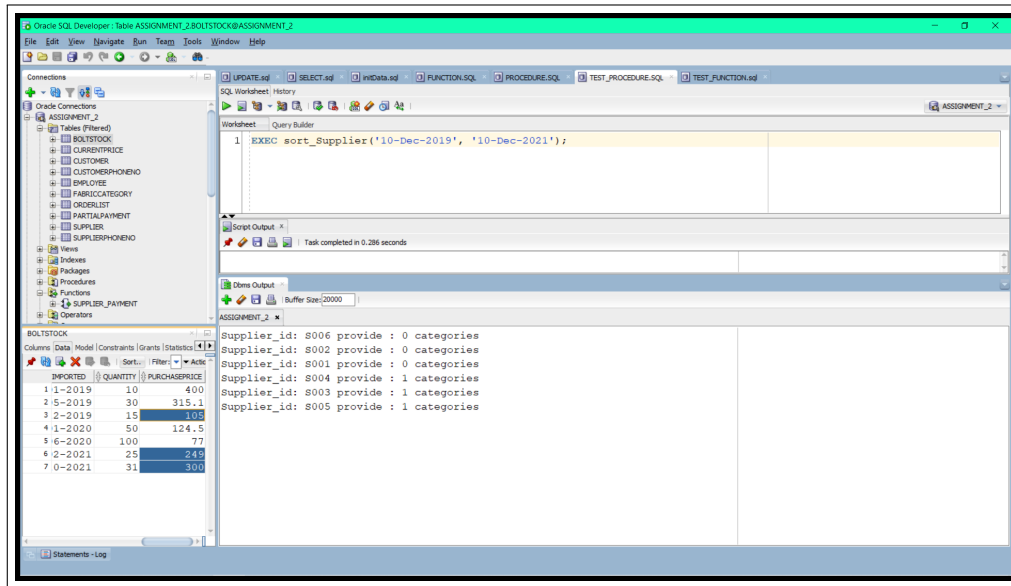 Oracle SQL Developer : Table ASSIGNMENT_2.BOLTSTOCK@ASSIGNMENT_2
File Edit View Navigate Run Team Tools Window Help
Connections
Oracle Connections
ASSIGNMENT_2
Tables (Filtered)
BOLTSTOCK
CURRENTPRICE
CUSTOMER
CUSTOMERPHONENO
EMPLOYEE
FABRICCATEGORY
ORDERLIST
PARTIALPAYMENT
SUPPLIER
SUPPLIERPHONENO
Views
Indexes
Packages
Procedures
Functions
SUPPLIER_PAYMENT
Operators
BOLTSTOCK
Columns Data Model Constraints Grants Statistics
Sort.. Filter: Actic
IMPORTED QUANTITY PURCHASEPRICE
1 1-2019 10 400
2 5-2019 30 315.1
3 2-2019 15 105
4 1-2020 50 124.5
5 6-2020 100 77
6 2-2021 25 249
7 0-2021 31 300
UPDATE.sql SELECT.sql initData.sql FUNCTION.SQL PROCEDURE.SQL TEST_PROCEDURE.SQL TEST_FUNCTION.sql
SQL Worksheet History
ASSIGNMENT_2
Worksheet Query Builder
1 EXEC sort_Supplier('10-Dec-2019', '10-Dec-2021');
Script Output x
Task completed in 0.286 seconds
Dbms Output
Buffer Size: 20000
ASSIGNMENT_2 x
Supplier_id: S006 provide : 0 categories
Supplier_id: S002 provide : 0 categories
Supplier_id: S001 provide : 0 categories
Supplier_id: S004 provide : 1 categories
Supplier_id: S003 provide : 1 categories
Supplier_id: S005 provide : 1 categories
Statements - Log